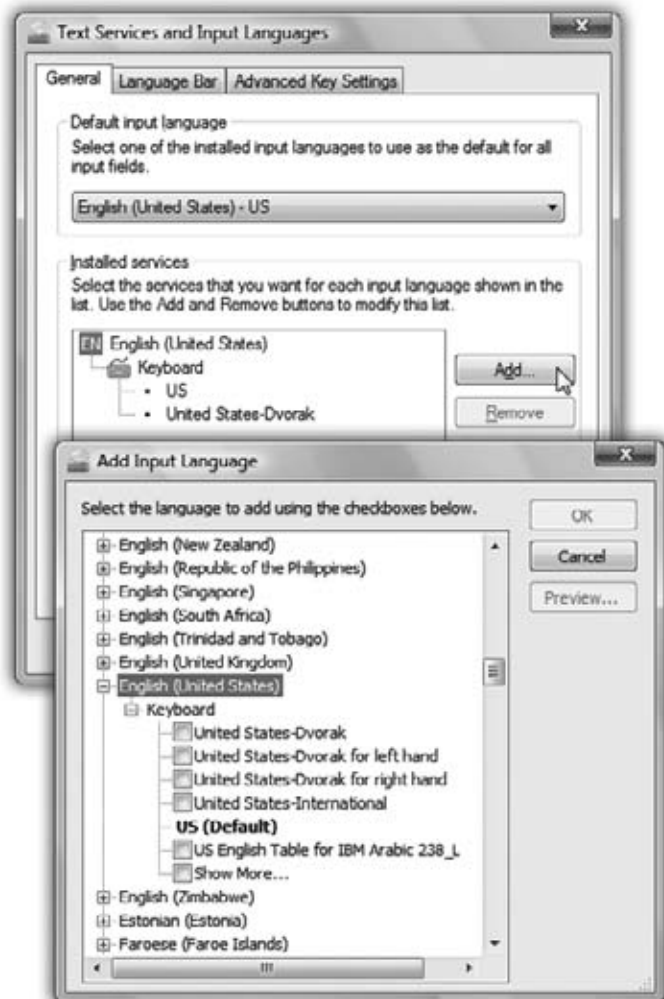 Text Services and Input Languages
General
Language Bar
Advanced Key Settings
Default input language
Select one of the installed input languages to use as the default for all
input fields.
English (United States) - US
Installed services
Select the services that you want for each input language shown in the
list. Use the Add and Remove buttons to modify this list.
EN English (United States)
Keyboard
• US
• United States-Dvorak
Add...
Remove
Add Input Language
Select the language to add using the checkboxes below.
OK
Cancel
Preview...
English (New Zealand)
English (Republic of the Philippines)
English (Singapore)
English (South Africa)
English (Trinidad and Tobago)
English (United Kingdom)
English (United States)
Keyboard
United States-Dvorak
United States-Dvorak for left hand
United States-Dvorak for right hand
United States-International
US (Default)
US English Table for IBM Arabic 238_L
Show More...
English (Zimbabwe)
Estonian (Estonia)
Faroese (Faroe Islands)